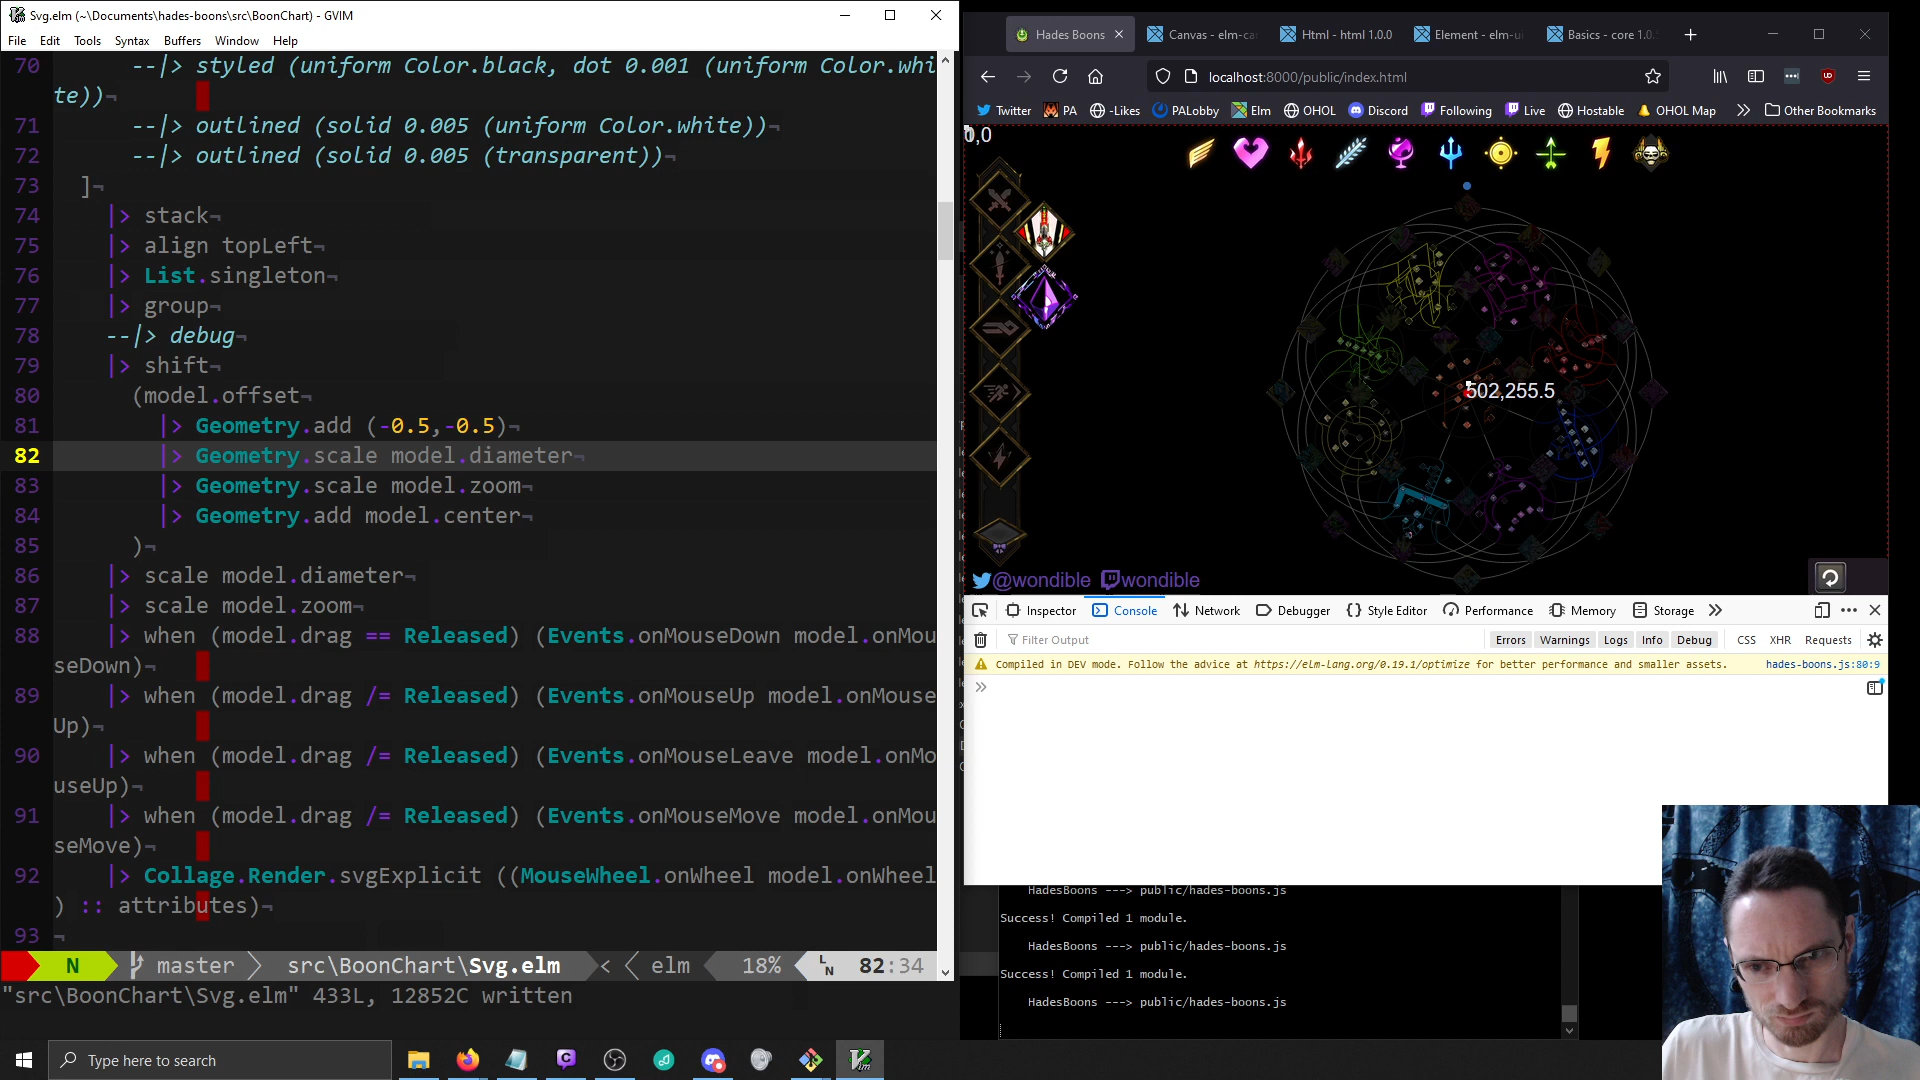 Svg.elm (~\Documents\hades-boons\src\BoonChart) - GVIM
File Edit Tools Syntax Buffers Window Help
70 --|> styled (uniform Color.black, dot 0.001 (uniform Color.whi
te))¬
71 --|> outlined (solid 0.005 (uniform Color.white))¬
72 --|> outlined (solid 0.005 (transparent))¬
73 ]¬
74 |> stack¬
75 |> align topLeft¬
76 |> List.singleton¬
77 |> group¬
78 --|> debug¬
79 |> shift¬
80 (model.offset¬
81 |> Geometry.add (-0.5,-0.5)¬
82 |> Geometry.scale model.diameter¬
83 |> Geometry.scale model.zoom¬
84 |> Geometry.add model.center¬
85 )¬
86 |> scale model.diameter¬
87 |> scale model.zoom¬
88 |> when (model.drag == Released) (Events.onMouseDown model.onMou
seDown)¬
89 |> when (model.drag /= Released) (Events.onMouseUp model.onMouse
Up)¬
90 |> when (model.drag /= Released) (Events.onMouseLeave model.onMo
useUp)¬
91 |> when (model.drag /= Released) (Events.onMouseMove model.onMou
seMove)¬
92 |> Collage.Render.svgExplicit ((MouseWheel.onWheel model.onWheel
) :: attributes)¬
93 ¬
N master src\BoonChart\Svg.elm < elm 18% LN 82:34
"src\BoonChart\Svg.elm" 433L, 12852C written
Hades Boons Canvas - elm-ca Html - html 1.0.0 Element - elm-u Basics - core 1.0.
localhost:8000/public/index.html
Twitter PA -Likes PALobby Elm OHOL Discord Following Live Hostable OHOL Map Other Bookmarks
0,0
502,255.5
@wondible wondible
Inspector Console Network Debugger Style Editor Performance Memory Storage
Filter Output Errors Warnings Logs Info Debug CSS XHR Requests
Compiled in DEV mode. Follow the advice at https://elm-lang.org/0.19.1/optimize for better performance and smaller assets. hades-boons.js:80:9
HadesBoons ---> public/hades-boons.js
Success! Compiled 1 module.
HadesBoons ---> public/hades-boons.js
Success! Compiled 1 module.
HadesBoons ---> public/hades-boons.js
Type here to search